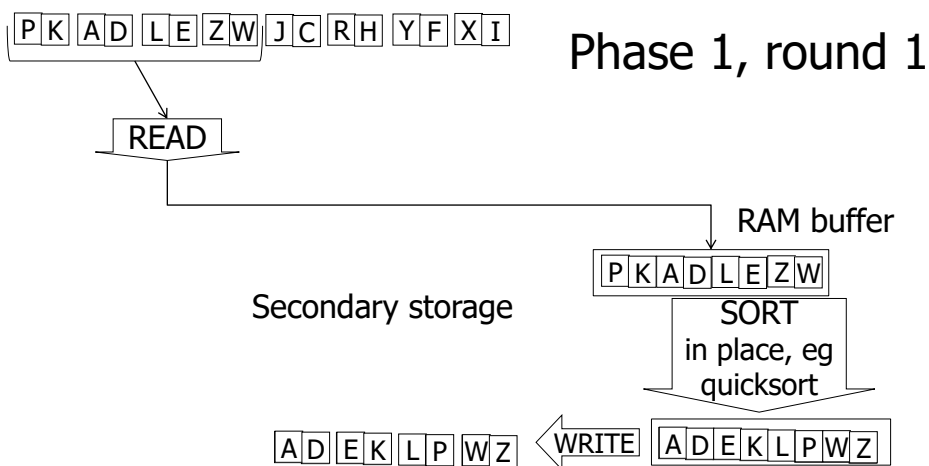 P K A D L E Z W J C R H Y F X I
Phase 1, round 1
READ
RAM buffer
P K A D L E Z W
Secondary storage
SORT
in place, eg
quicksort
A D E K L P W Z
WRITE
A D E K L P W Z